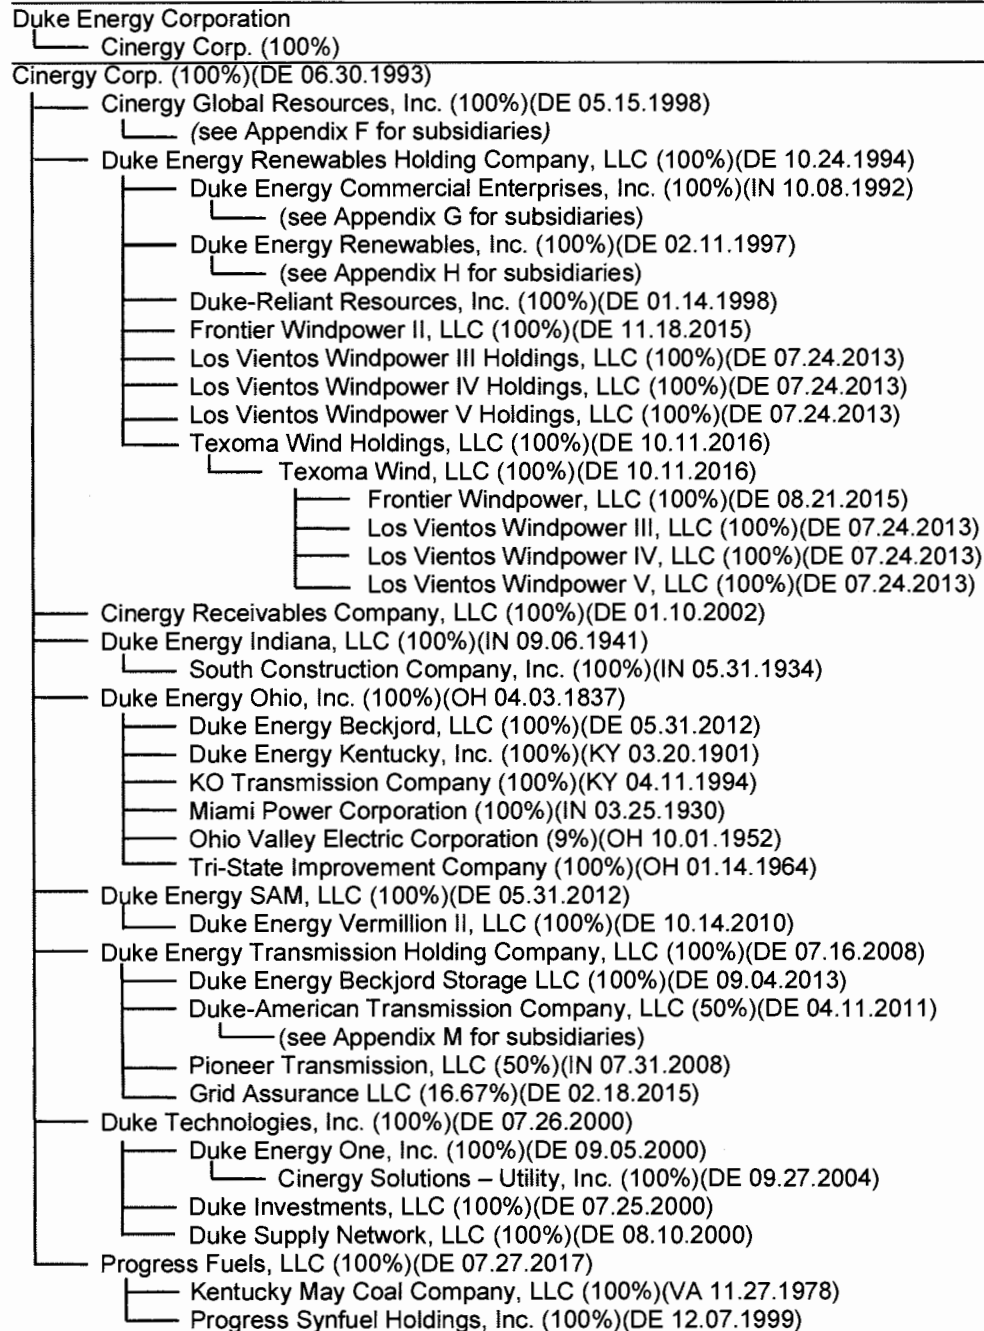 Duke Energy Corporation
Cinergy Corp. (100%)
Cinergy Corp. (100%)(DE 06.30.1993)
Cinergy Global Resources, Inc. (100%)(DE 05.15.1998)
(see Appendix F for subsidiaries)
Duke Energy Renewables Holding Company, LLC (100%)(DE 10.24.1994)
Duke Energy Commercial Enterprises, Inc. (100%)(IN 10.08.1992)
(see Appendix G for subsidiaries)
Duke Energy Renewables, Inc. (100%)(DE 02.11.1997)
(see Appendix H for subsidiaries)
Duke-Reliant Resources, Inc. (100%)(DE 01.14.1998)
Frontier Windpower II, LLC (100%)(DE 11.18.2015)
Los Vientos Windpower III Holdings, LLC (100%)(DE 07.24.2013)
Los Vientos Windpower IV Holdings, LLC (100%)(DE 07.24.2013)
Los Vientos Windpower V Holdings, LLC (100%)(DE 07.24.2013)
Texoma Wind Holdings, LLC (100%)(DE 10.11.2016)
Texoma Wind, LLC (100%)(DE 10.11.2016)
Frontier Windpower, LLC (100%)(DE 08.21.2015)
Los Vientos Windpower III, LLC (100%)(DE 07.24.2013)
Los Vientos Windpower IV, LLC (100%)(DE 07.24.2013)
Los Vientos Windpower V, LLC (100%)(DE 07.24.2013)
Cinergy Receivables Company, LLC (100%)(DE 01.10.2002)
Duke Energy Indiana, LLC (100%)(IN 09.06.1941)
South Construction Company, Inc. (100%)(IN 05.31.1934)
Duke Energy Ohio, Inc. (100%)(OH 04.03.1837)
Duke Energy Beckjord, LLC (100%)(DE 05.31.2012)
Duke Energy Kentucky, Inc. (100%)(KY 03.20.1901)
KO Transmission Company (100%)(KY 04.11.1994)
Miami Power Corporation (100%)(IN 03.25.1930)
Ohio Valley Electric Corporation (9%)(OH 10.01.1952)
Tri-State Improvement Company (100%)(OH 01.14.1964)
Duke Energy SAM, LLC (100%)(DE 05.31.2012)
Duke Energy Vermillion II, LLC (100%)(DE 10.14.2010)
Duke Energy Transmission Holding Company, LLC (100%)(DE 07.16.2008)
Duke Energy Beckjord Storage LLC (100%)(DE 09.04.2013)
Duke-American Transmission Company, LLC (50%)(DE 04.11.2011)
(see Appendix M for subsidiaries)
Pioneer Transmission, LLC (50%)(IN 07.31.2008)
Grid Assurance LLC (16.67%)(DE 02.18.2015)
Duke Technologies, Inc. (100%)(DE 07.26.2000)
Duke Energy One, Inc. (100%)(DE 09.05.2000)
Cinergy Solutions – Utility, Inc. (100%)(DE 09.27.2004)
Duke Investments, LLC (100%)(DE 07.25.2000)
Duke Supply Network, LLC (100%)(DE 08.10.2000)
Progress Fuels, LLC (100%)(DE 07.27.2017)
Kentucky May Coal Company, LLC (100%)(VA 11.27.1978)
Progress Synfuel Holdings, Inc. (100%)(DE 12.07.1999)